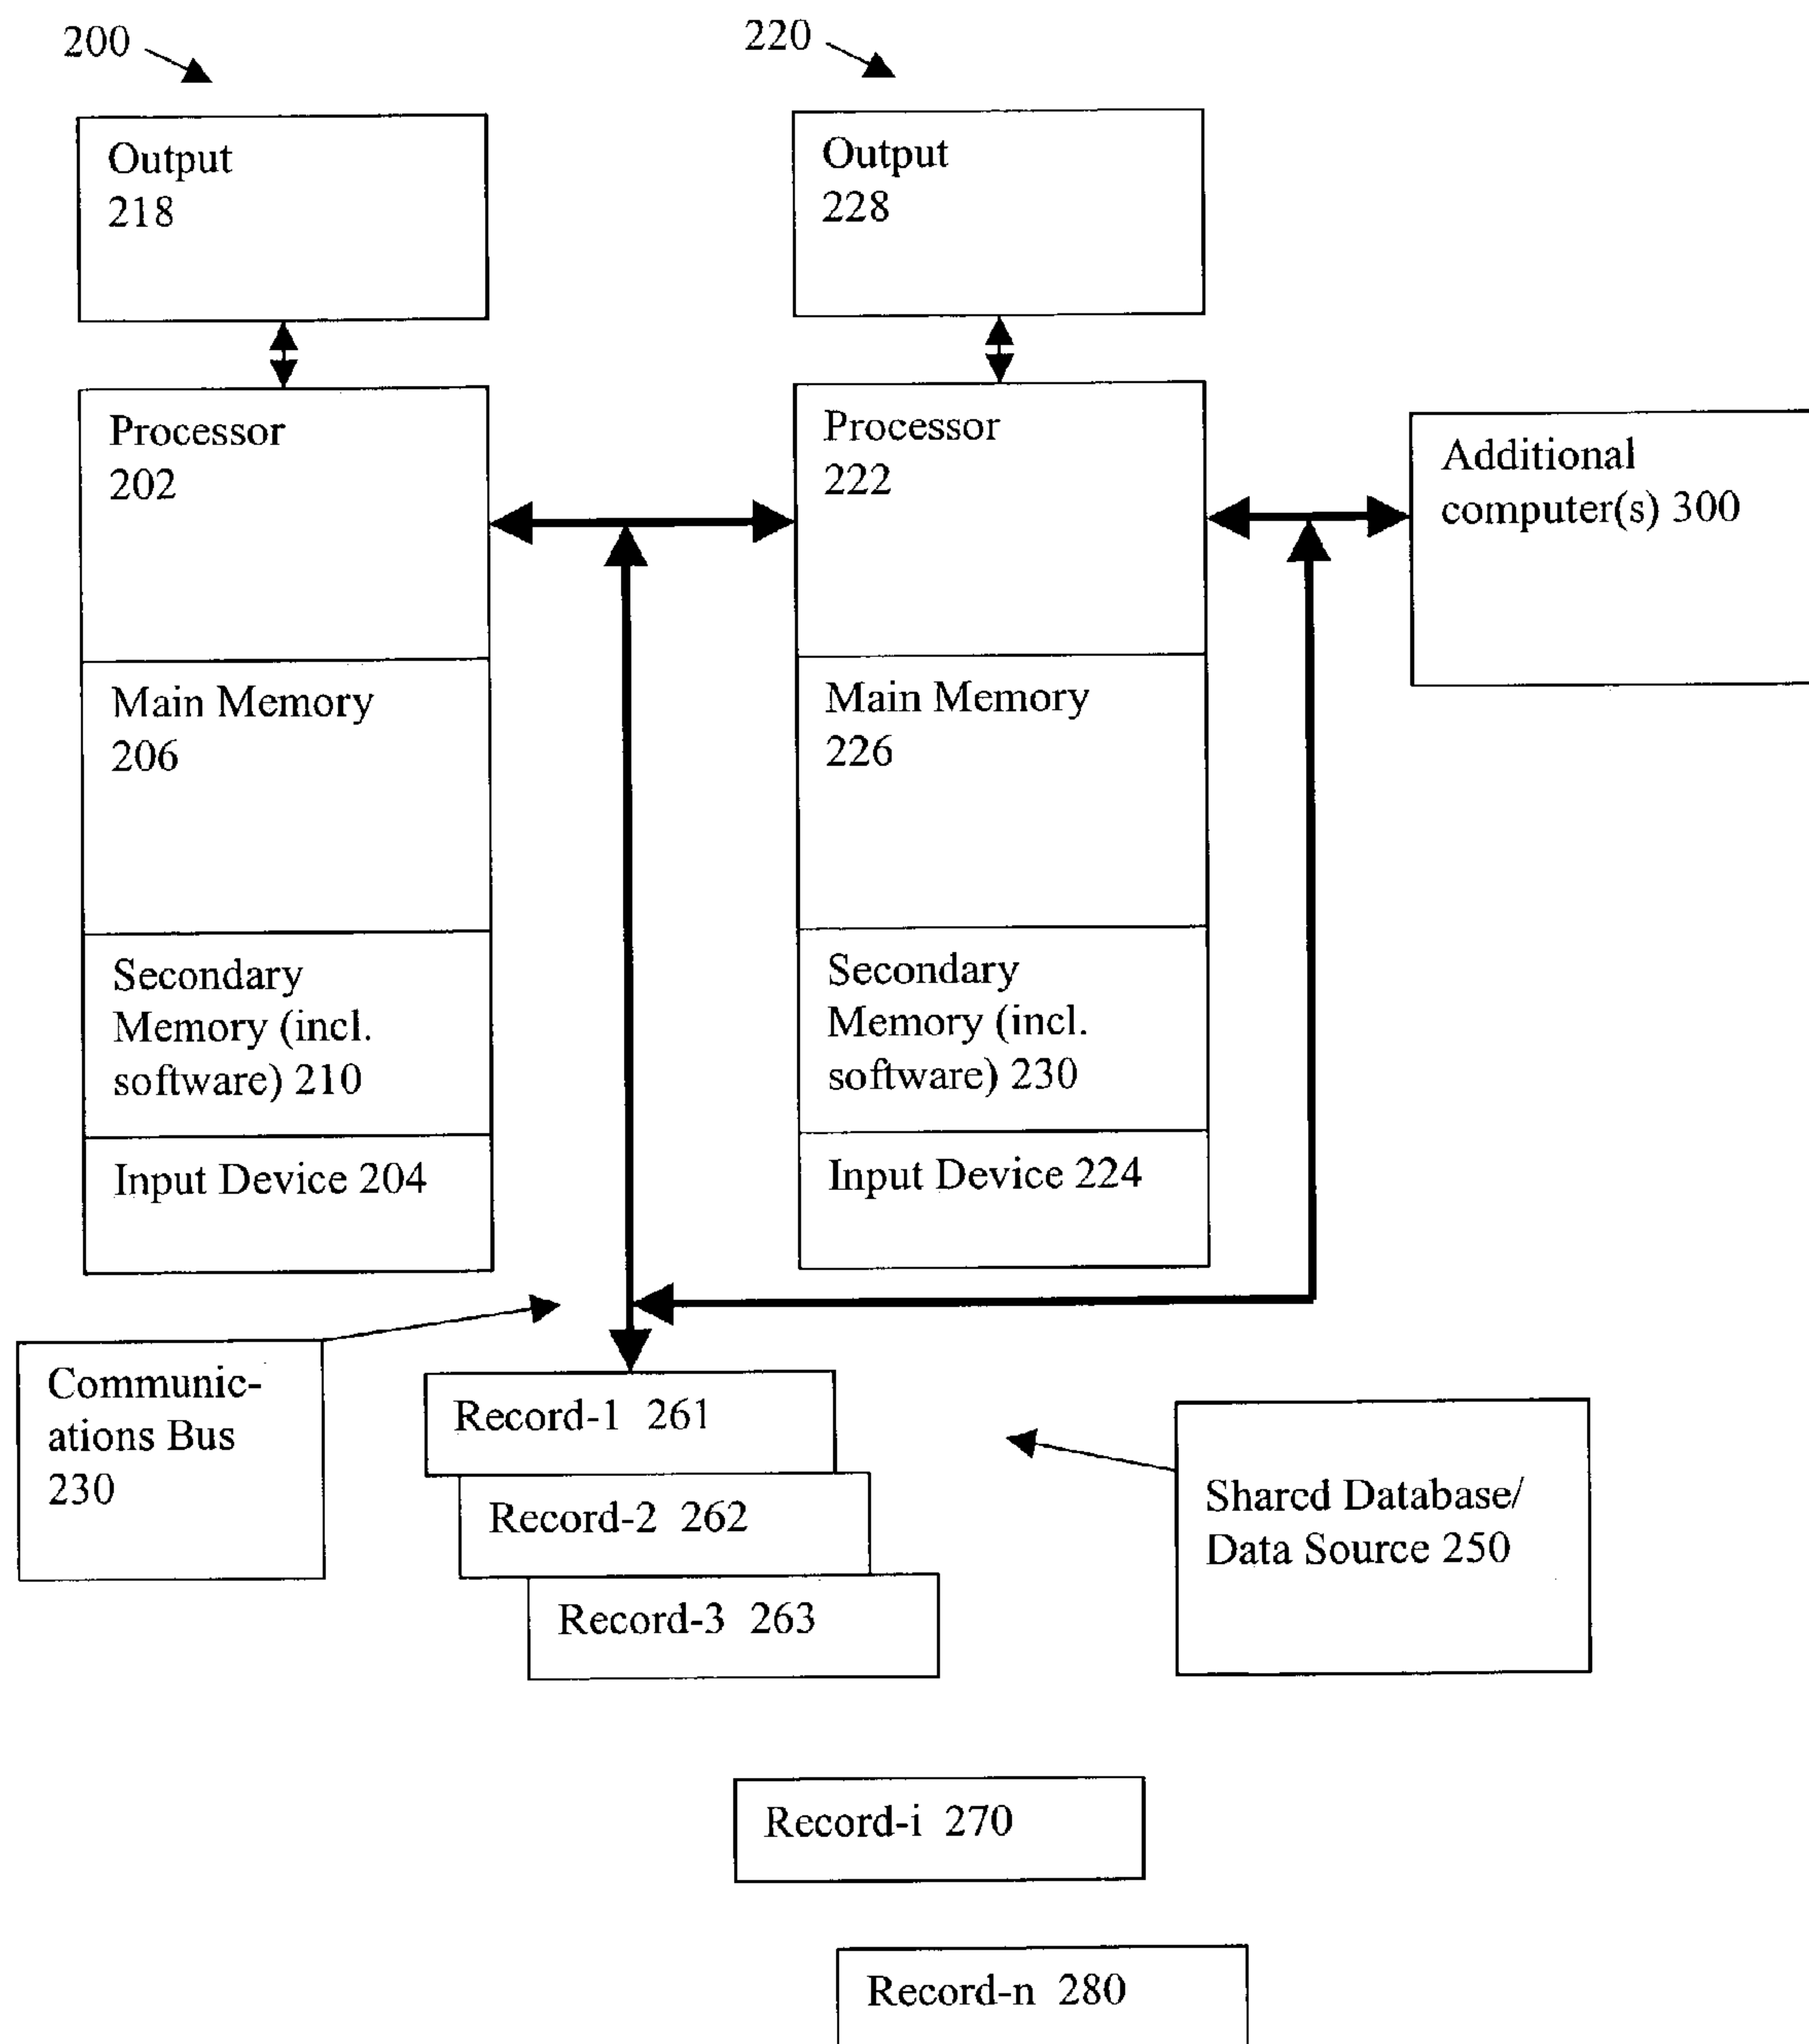 200
220
Output
218
Output
228
Processor
202
Processor
222
Additional
computer(s) 300
Main Memory
206
Main Memory
226
Secondary
Memory (incl.
software) 210
Secondary
Memory (incl.
software) 230
Input Device 204
Input Device 224
Communic-
ations Bus
230
Record-1 261
Record-2 262
Record-3 263
Shared Database/
Data Source 250
Record-i 270
Record-n 280